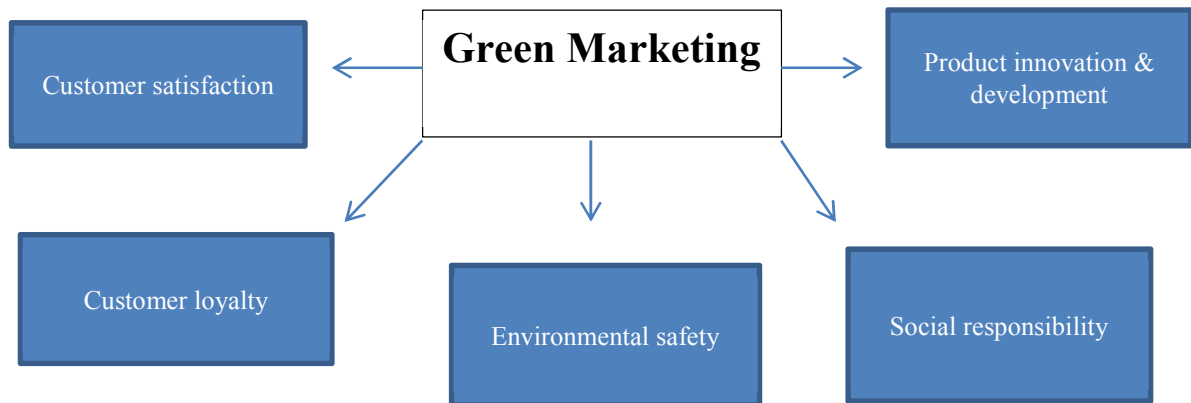 Green Marketing
Customer satisfaction
Product innovation &
development
Customer loyalty
Environmental safety
Social responsibility